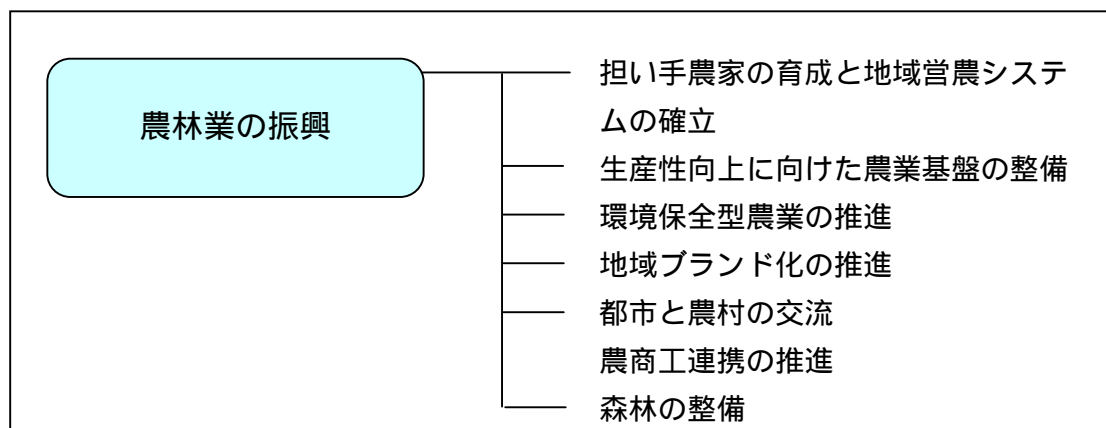 農林業の振興
担い手農家の育成と地域営農システ
ムの確立
生産性向上に向けた農業基盤の整備
環境保全型農業の推進
地域ブランド化の推進
都市と農村の交流
農商工連携の推進
森林の整備